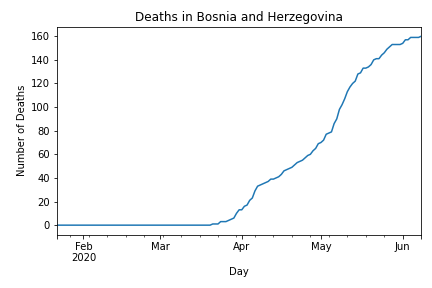 Deaths in Bosnia and Herzegovina
Number of Deaths
160
140
120
100
80
60
40
20
0
Feb
2020
Mar
Apr
May
Jun
Day